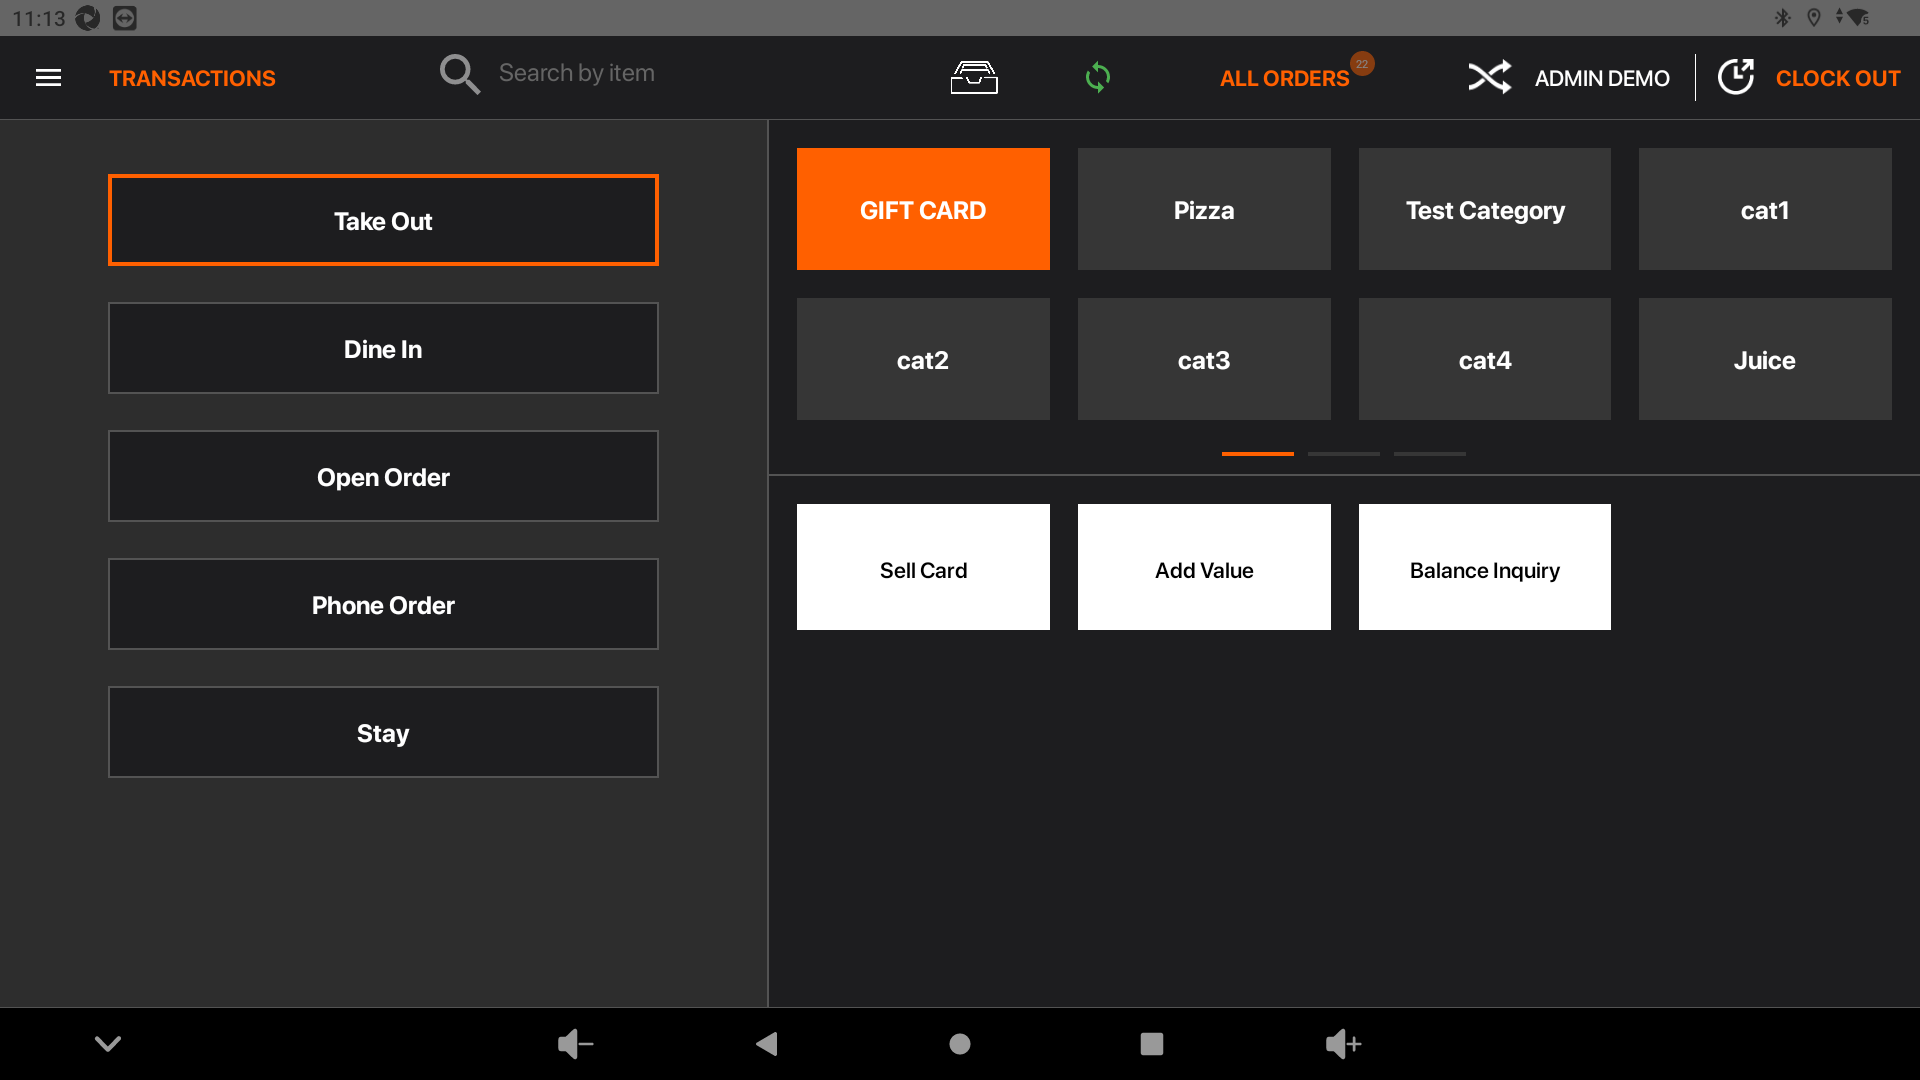 11:13
5
TRANSACTIONS
Search by item
ALL ORDERS
22
ADMIN DEMO
CLOCK OUT
Take Out
Dine In
Open Order
Phone Order
Stay
GIFT CARD
Pizza
Test Category
cat1
cat2
cat3
cat4
Juice
Sell Card
Add Value
Balance Inquiry